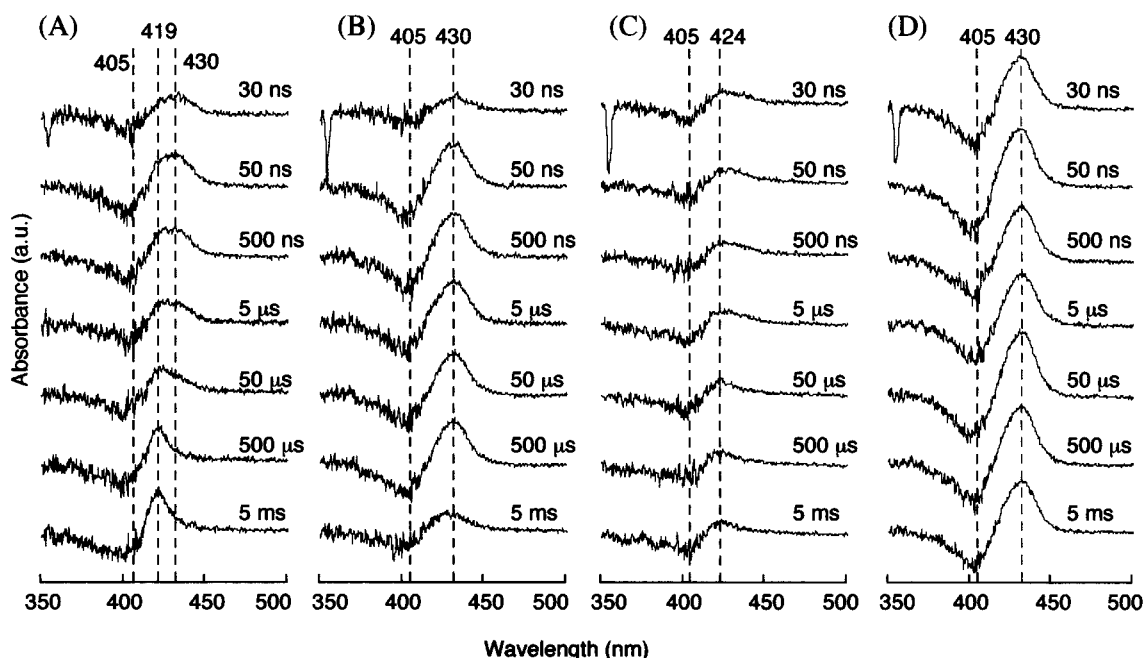 (A) 419 (B) (C) (D)
405 430 405 430 405 424 405 430
30 ns 30 ns 30 ns 30 ns
50 ns 50 ns 50 ns 50 ns
500 ns 500 ns 500 ns 500 ns
5 μs 5 μs 5 μs 5 μs
50 μs 50 μs 50 μs 50 μs
500 μs 500 μs 500 μs 500 μs
5 ms 5 ms 5 ms 5 ms
Absorbance (a.u.)
350 400 450 500 350 400 450 500 350 400 450 500 350 400 450 500
Wavelength (nm)